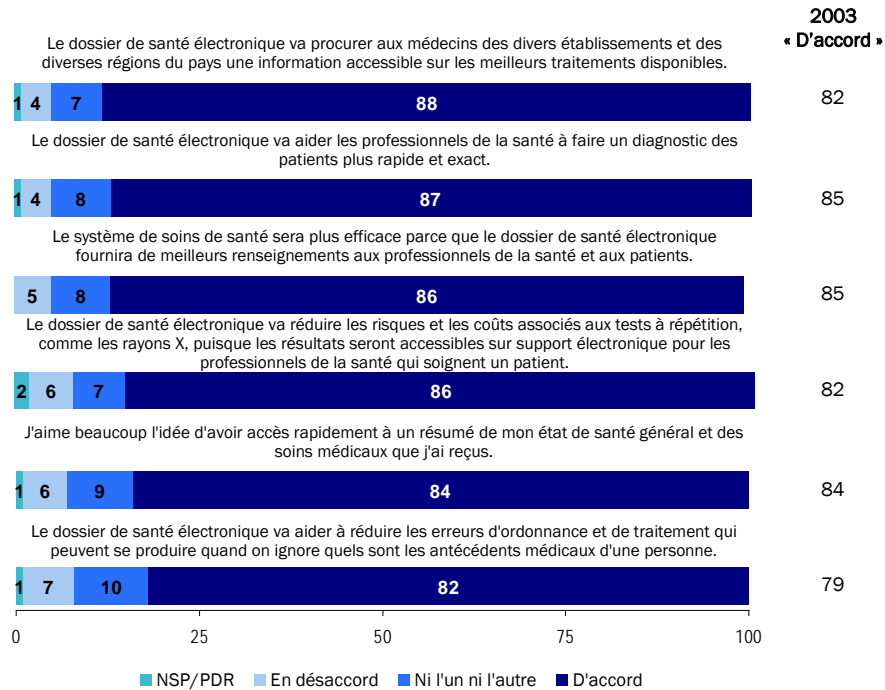 2003
« D'accord »
Le dossier de santé électronique va procurer aux médecins des divers établissements et des
diverses régions du pays une information accessible sur les meilleurs traitements disponibles.
1 4 7 88 82
Le dossier de santé électronique va aider les professionnels de la santé à faire un diagnostic des
patients plus rapide et exact.
1 4 8 87 85
Le système de soins de santé sera plus efficace parce que le dossier de santé électronique
fournira de meilleurs renseignements aux professionnels de la santé et aux patients.
5 8 86 85
Le dossier de santé électronique va réduire les risques et les coûts associés aux tests à répétition,
comme les rayons X, puisque les résultats seront accessibles sur support électronique pour les
professionnels de la santé qui soignent un patient.
2 6 7 86 82
J'aime beaucoup l'idée d'avoir accès rapidement à un résumé de mon état de santé général et des
soins médicaux que j'ai reçus.
1 6 9 84 84
Le dossier de santé électronique va aider à réduire les erreurs d'ordonnance et de traitement qui
peuvent se produire quand on ignore quels sont les antécédents médicaux d'une personne.
1 7 10 82 79
0 25 50 75 100
NSP/PDR En désaccord Ni l'un ni l'autre D'accord